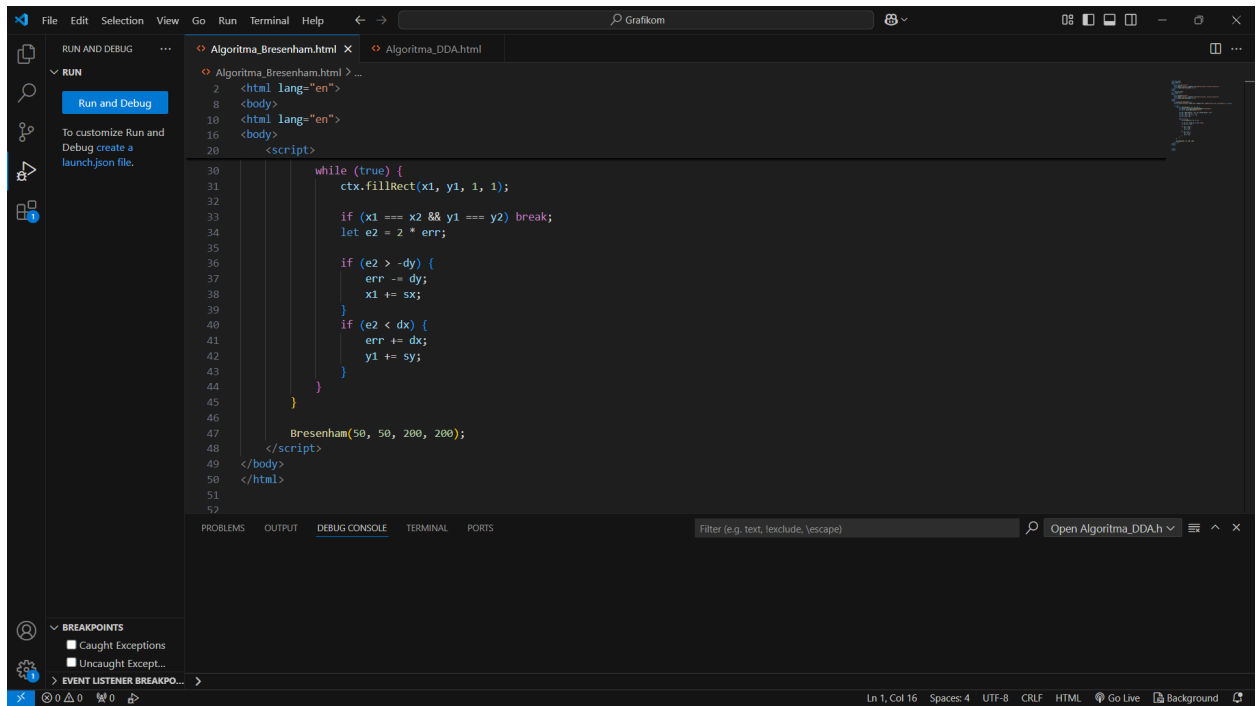 File Edit Selection View Go Run Terminal Help
Grafikom
RUN AND DEBUG
RUN
Run and Debug
To customize Run and
Debug create a
launch.json file.
Algoritma_Bresenham.html
Algoritma_DDA.html
Algoritma_Bresenham.html > ...
2 <html lang="en">
8 <body>
10 <html lang="en">
16 <body>
20 <script>
30 while (true) {
31 ctx.fillRect(x1, y1, 1, 1);
32
33 if (x1 === x2 && y1 === y2) break;
34 let e2 = 2 * err;
35
36 if (e2 > -dy) {
37 err -= dy;
38 x1 += sx;
39 }
40 if (e2 < dx) {
41 err += dx;
42 y1 += sy;
43 }
44 }
45 }
46
47 Bresenham(50, 50, 200, 200);
48 </script>
49 </body>
50 </html>
51
52
1
PROBLEMS OUTPUT DEBUG CONSOLE TERMINAL PORTS
Filter (e.g. text, !exclude, \escape)
Open Algoritma_DDA.h
BREAKPOINTS
Caught Exceptions
Uncaught Except...
EVENT LISTENER BREAKPO...
1
0 0 0
Ln 1, Col 16 Spaces: 4 UTF-8 CRLF HTML Go Live Background